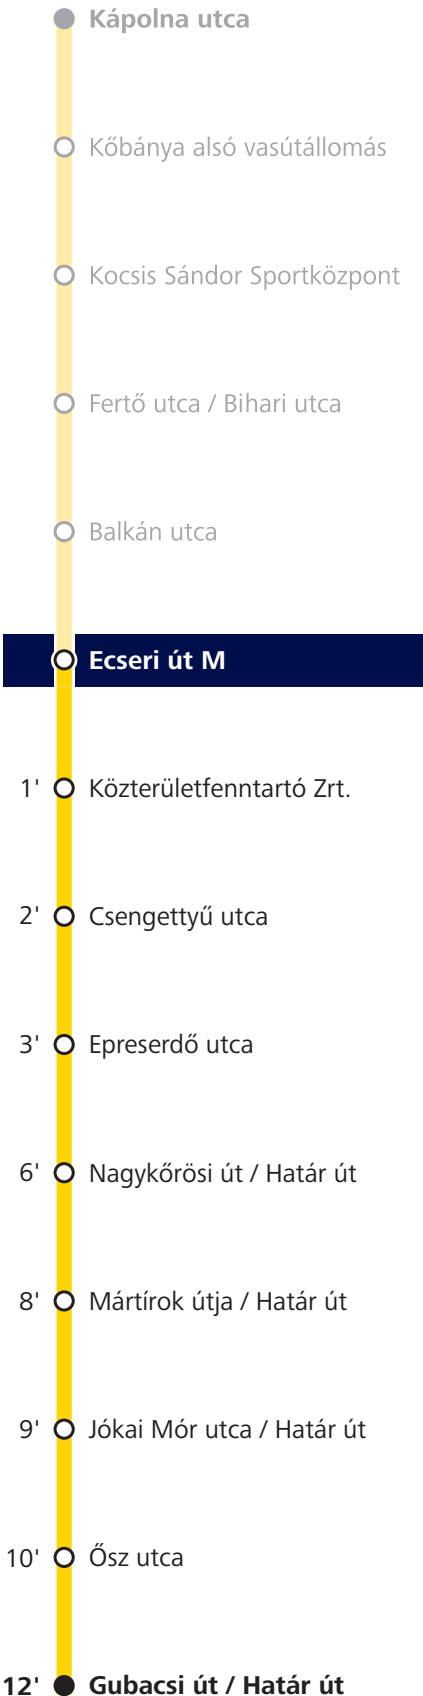 Kápolna utca
Kőbánya alsó vasútállomás
Kocsis Sándor Sportközpont
Fertő utca / Bihari utca
Balkán utca
Ecseri út M
1' Közterületfenntartó Zrt.
2' Csengettyű utca
3' Epreserdő utca
6' Nagykőrösi út / Határ út
8' Mártírok útja / Határ út
9' Jókai Mór utca / Határ út
10' Ősz utca
12' Gubacsi út / Határ út